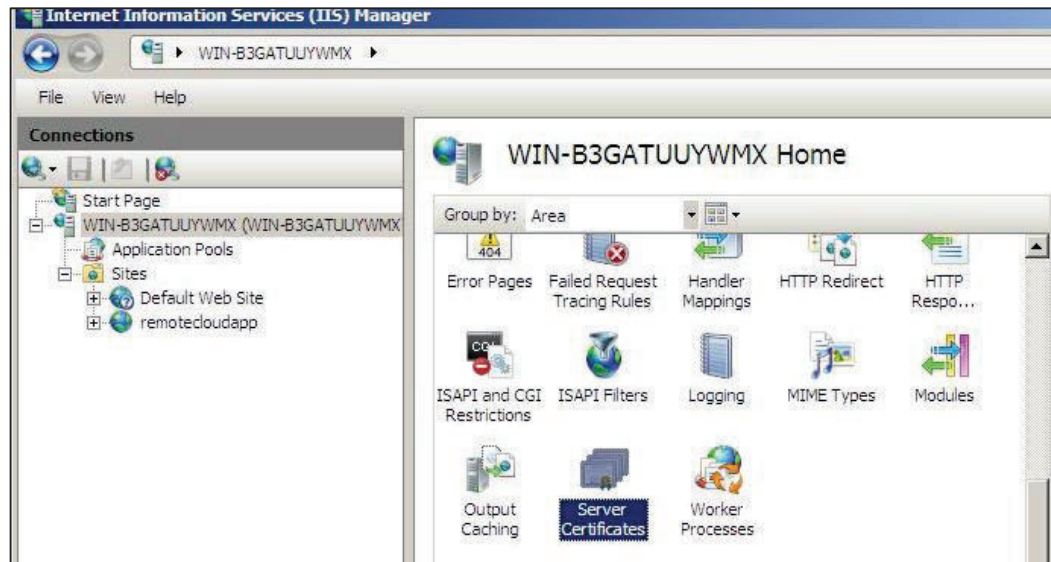 Internet Information Services (IIS) Manager
WIN-B3GATUUYWMX
File View Help
Connections
Start Page
WIN-B3GATUUYWMX (WIN-B3GATUUYWMX
Application Pools
Sites
Default Web Site
remotecloudapp
WIN-B3GATUUYWMX Home
Group by: Area
404
Error Pages Failed Request Handler HTTP Redirect HTTP
Tracing Rules Mappings Respo...
CGI
ISAPI and CGI ISAPI Filters Logging MIME Types Modules
Restrictions
Output Server Worker
Caching Certificates Processes